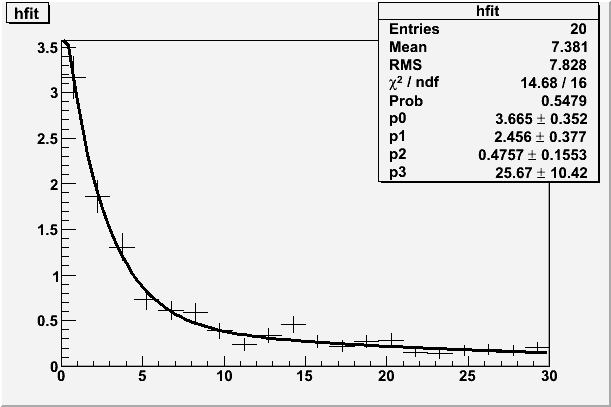 hfit
hfit
Entries 20
Mean 7.381
RMS 7.828
χ² / ndf 14.68 / 16
Prob 0.5479
p0 3.665 ± 0.352
p1 2.456 ± 0.377
p2 0.4757 ± 0.1553
p3 25.67 ± 10.42
3.5
3
2.5
2
1.5
1
0.5
0
0 5 10 15 20 25 30